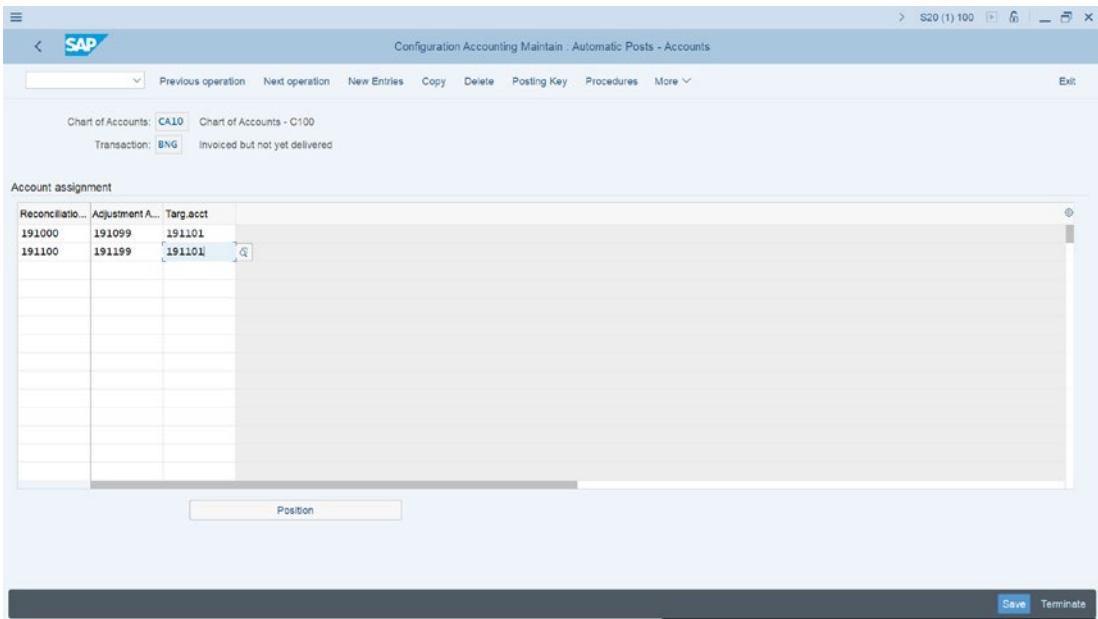 S20 (1) 100
SAP
Configuration Accounting Maintain : Automatic Posts - Accounts
Previous operation Next operation New Entries Copy Delete Posting Key Procedures More Exit
Chart of Accounts: CA10 Chart of Accounts - C100
Transaction: BNG Invoiced but not yet delivered
Account assignment
Reconciliatio... Adjustment A... Targ.acct
191000 191099 191101
191100 191199 191101
Position
Save Terminate